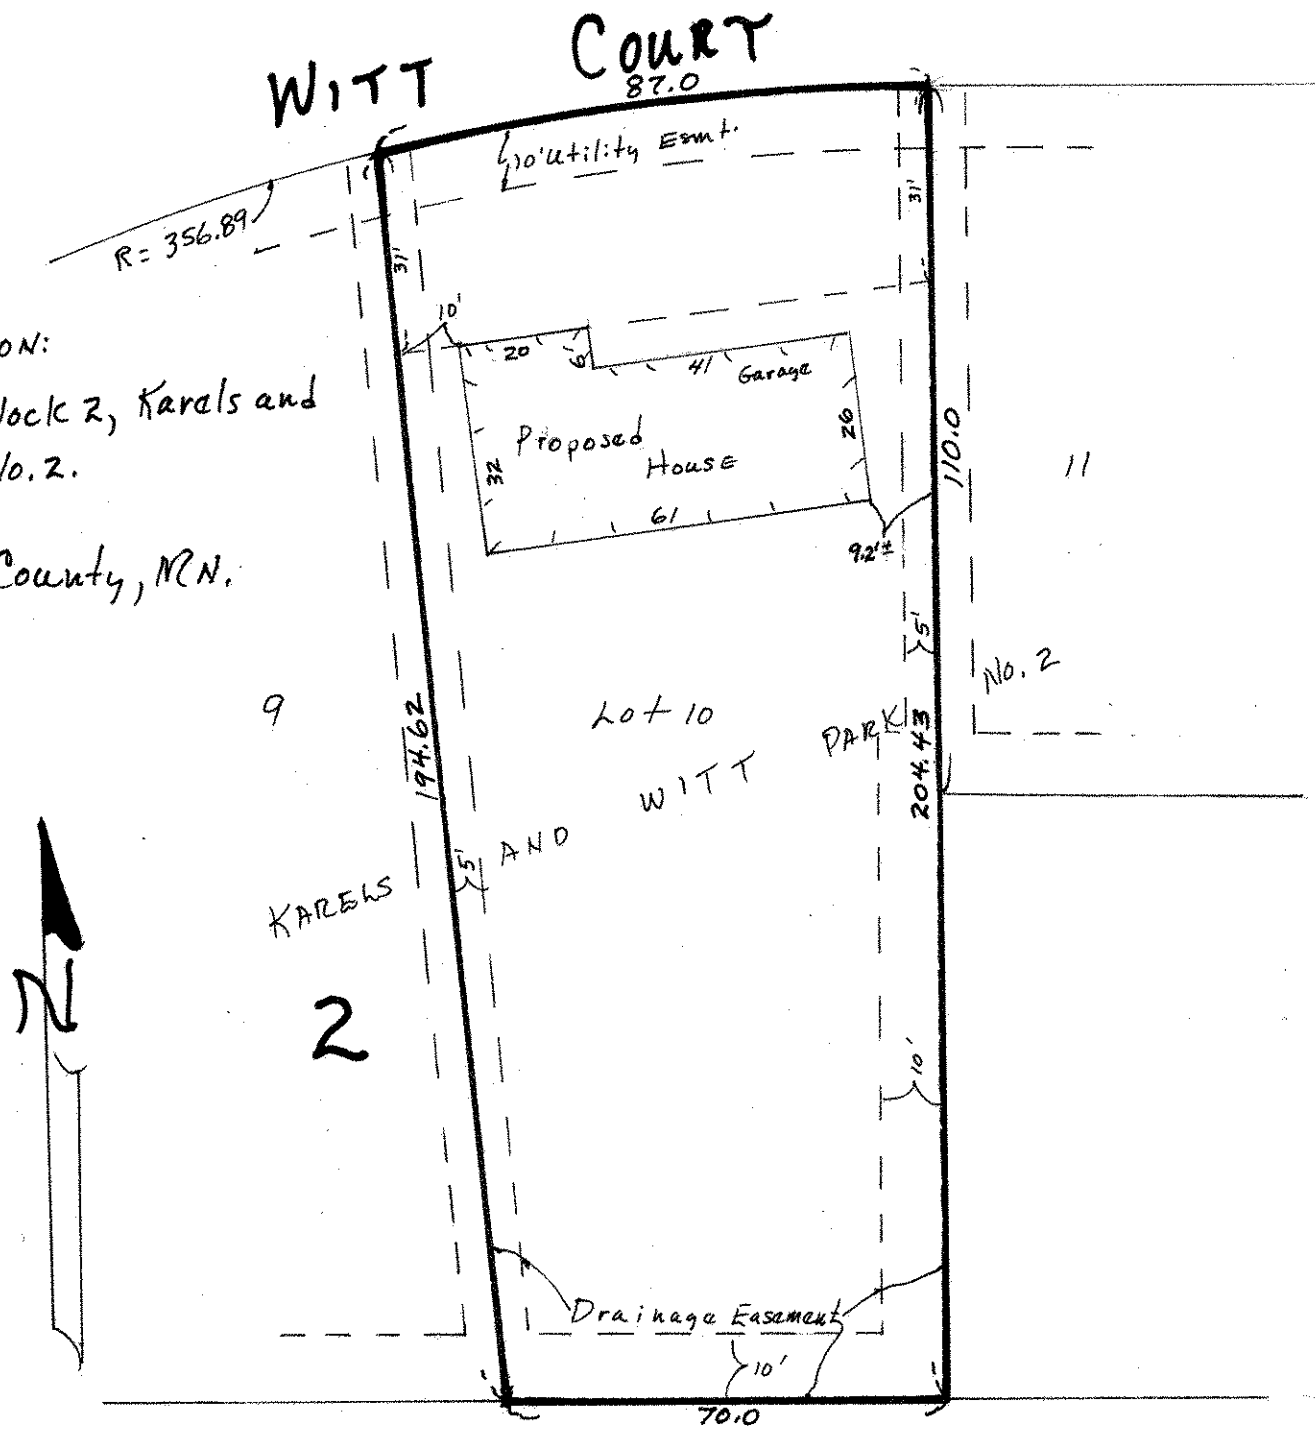 WITT COURT
87.0
10' Utility Esmt.
R= 356.89
31'
31'
10'
ON:
lock 2, Karels and
No. 2.
County, MN.
20
6'
41
Garage
Proposed
House
32
26
61
9.2'±
110.0
11
5'
No. 2
9
194.62
Lot 10
204.43
KARELS AND WITT PARK
5'
2
N
10'
Drainage Easement
10'
70.0